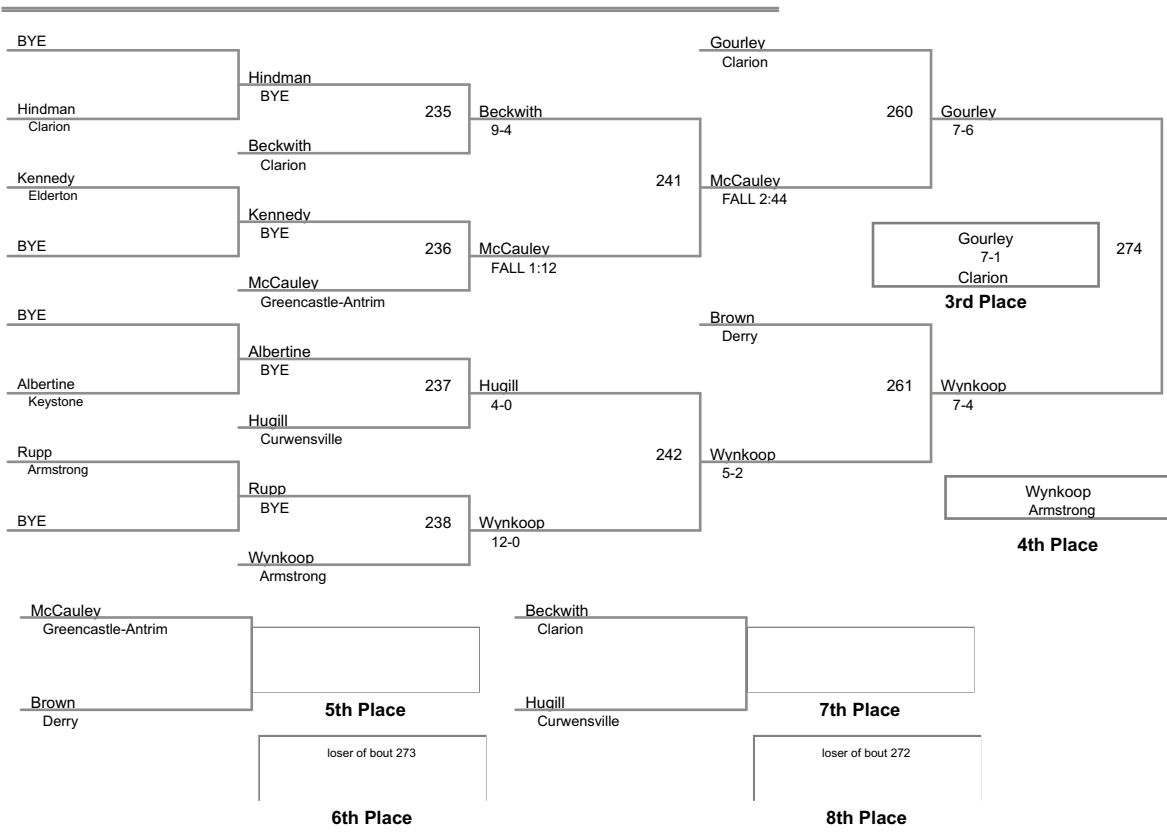 BYE
Hindman
Clarion
Kennedy
Elderton
BYE
BYE
Albertine
Keystone
Rupp
Armstrong
BYE
Hindman
BYE
Beckwith
Clarion
Kennedy
BYE
McCauley
Greencastle-Antrim
Albertine
BYE
Hugill
Curwensville
Rupp
BYE
Wynkoop
Armstrong
235
236
237
238
Beckwith
9-4
McCauley
FALL 1:12
Hugill
4-0
Wynkoop
12-0
241
242
Gourley
Clarion
McCauley
FALL 2:44
Brown
Derry
Wynkoop
5-2
260
261
Gourley
7-6
Wynkoop
7-4
274
Gourley
7-1
Clarion
3rd Place
Wynkoop
Armstrong
4th Place
McCauley
Greencastle-Antrim
Brown
Derry
5th Place
loser of bout 273
6th Place
Beckwith
Clarion
Hugill
Curwensville
7th Place
loser of bout 272
8th Place